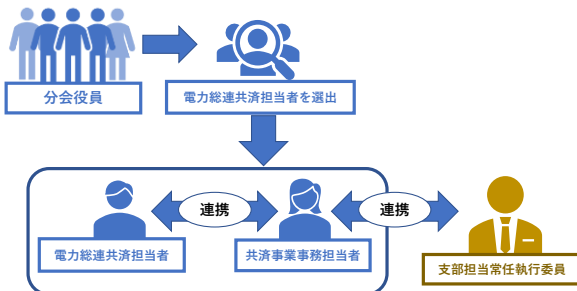 分会役員
電力総連共済担当者を選出
連携
連携
電力総連共済担当者
共済事業事務担当者
支部担当常任執行委員